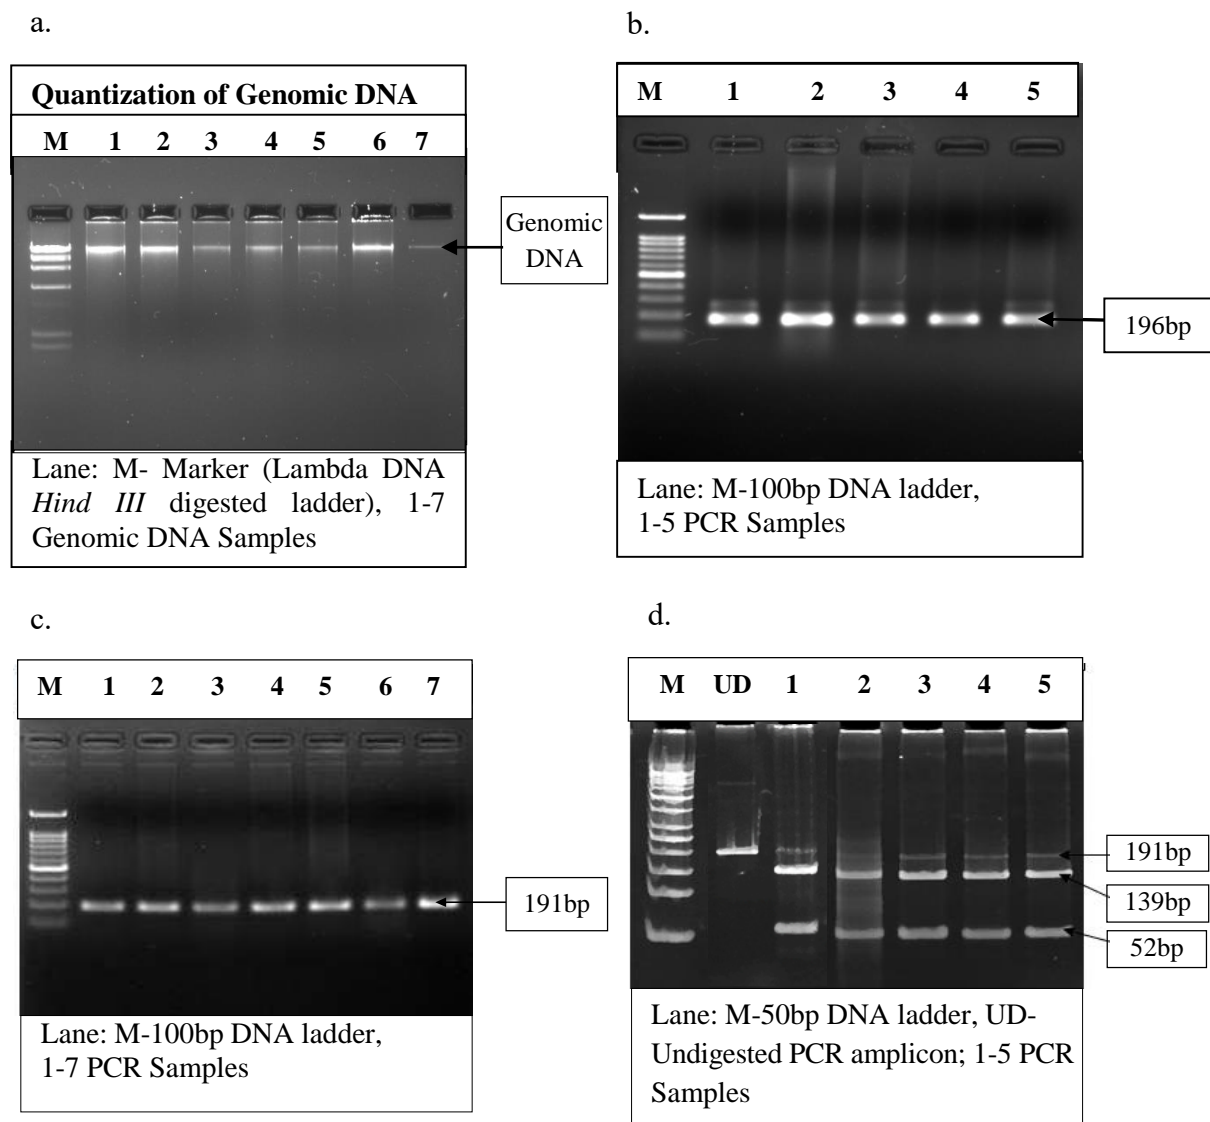 a.
Quantization of Genomic DNA
M 1 2 3 4 5 6 7
Genomic
DNA
Lane: M- Marker (Lambda DNA
Hind III digested ladder), 1-7
Genomic DNA Samples
b.
M 1 2 3 4 5
196bp
Lane: M-100bp DNA ladder,
1-5 PCR Samples
c.
M 1 2 3 4 5 6 7
191bp
Lane: M-100bp DNA ladder,
1-7 PCR Samples
d.
M UD 1 2 3 4 5
191bp
139bp
52bp
Lane: M-50bp DNA ladder, UD-
Undigested PCR amplicon; 1-5 PCR
Samples